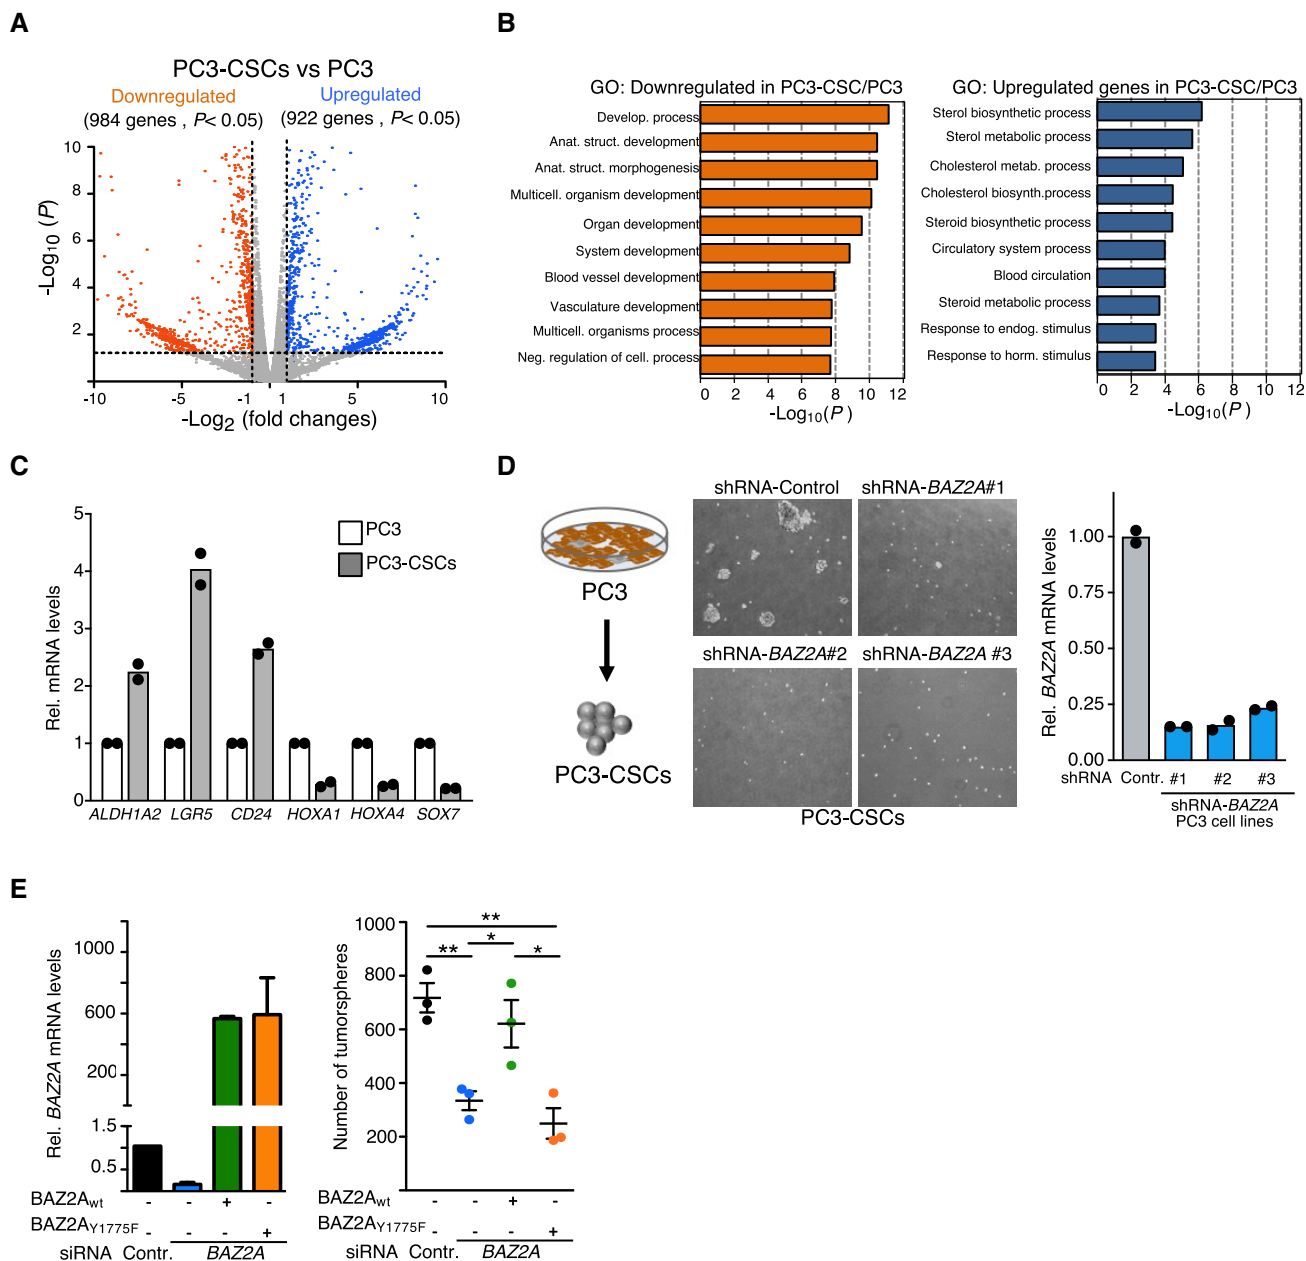 A
PC3-CSCs vs PC3
Downregulated
(984 genes , P< 0.05)
Upregulated
(922 genes , P< 0.05)
-Log10 (P)
10
8
6
4
2
-10
-5
-1
1
5
10
-Log2 (fold changes)
B
GO: Downregulated in PC3-CSC/PC3
Develop. process
Anat. struct. development
Anat. struct. morphogenesis
Multicell. organism development
Organ development
System development
Blood vessel development
Vasculature development
Multicell. organisms process
Neg. regulation of cell. process
0 2 4 6 8 10 12
-Log10(P )
GO: Upregulated genes in PC3-CSC/PC3
Sterol biosynthetic process
Sterol metabolic process
Cholesterol metab. process
Cholesterol biosynth.process
Steroid biosynthetic process
Circulatory system process
Blood circulation
Steroid metabolic process
Response to endog. stimulus
Response to horm. stimulus
0 2 4 6 8 10 12
-Log10(P )
C
Rel. mRNA levels
5
4
3
2
1
0
PC3
PC3-CSCs
ALDH1A2 LGR5 CD24 HOXA1 HOXA4 SOX7
D
PC3
PC3-CSCs
shRNA-Control
shRNA-BAZ2A#1
shRNA-BAZ2A#2
shRNA-BAZ2A #3
PC3-CSCs
Rel. BAZ2A mRNA levels
1.00
0.75
0.50
0.25
0.00
shRNA Contr. #1 #2 #3
shRNA-BAZ2A
PC3 cell lines
E
Rel. BAZ2A mRNA levels
1000
600
200
1.5
0.5
BAZ2Awt - - + -
BAZ2AY1775F - - - +
siRNA Contr. BAZ2A
Number of tumorspheres
1000
800
600
400
200
**
*
**
*
BAZ2Awt - - + -
BAZ2AY1775F - - - +
siRNA Contr. BAZ2A